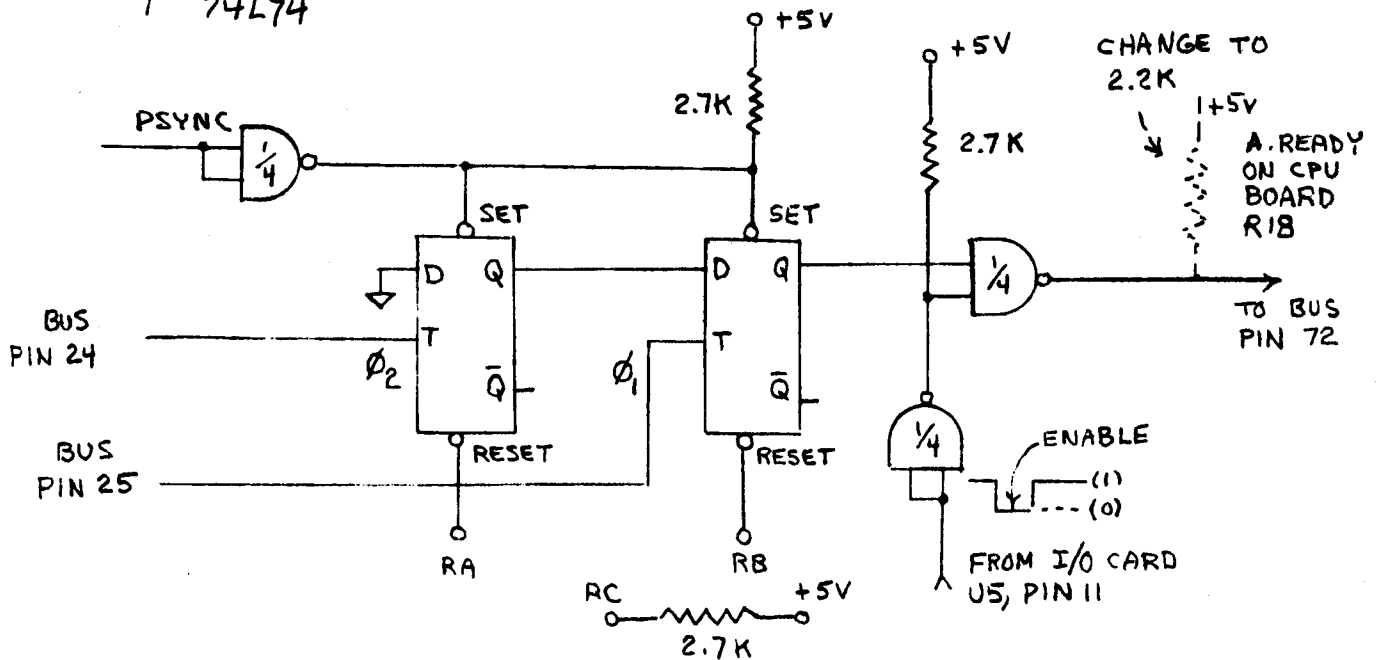 1 74L74
+5V
+5V
CHANGE TO
2.2K
+5V
2.7K
2.7K
A.READY
ON CPU
BOARD
R18
PSYNC
1/4
SET
SET
D Q
D Q
1/4
TO BUS
PIN 72
BUS
PIN 24
T
T
Ø2
Ø1
Q̅
Q̅
1/4
ENABLE
RESET
RESET
BUS
PIN 25
(1)
(0)
RA
RB
FROM I/O CARD
U5, PIN 11
RC
+5V
2.7K